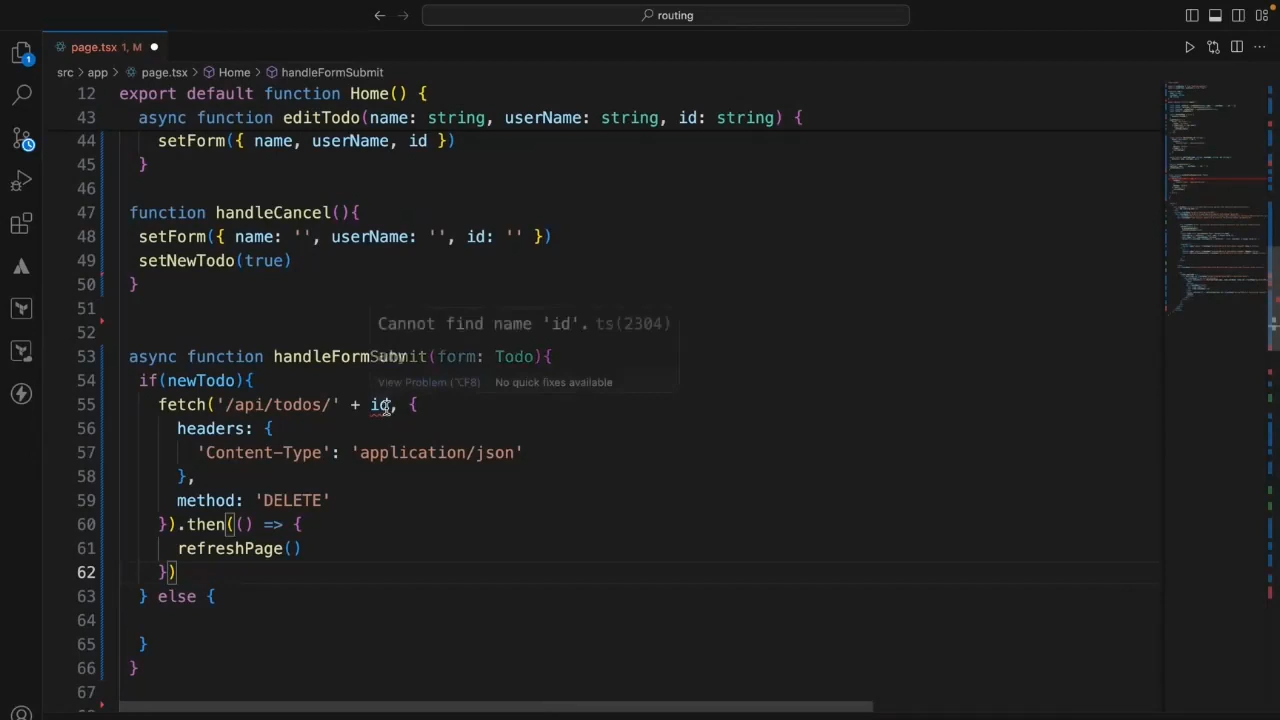 routing
page.tsx 1, M
src > app > page.tsx > Home > handleFormSubmit
12 export default function Home() {
43 async function editTodo(name: string, userName: string, id: string) {
44 setForm({ name, userName, id })
45 }
46
47 function handleCancel(){
48 setForm({ name: '', userName: '', id: '' })
49 setNewTodo(true)
50 }
51
Cannot find name 'id'. ts(2304)
52
53 async function handleFormSubmit(form: Todo){
any
54 if(newTodo){
View Problem (⌥F8) No quick fixes available
55 fetch('/api/todos/' + id, {
56 headers: {
57 'Content-Type': 'application/json'
58 },
59 method: 'DELETE'
60 }).then(() => {
61 refreshPage()
62 })
63 } else {
64
65 }
66 }
67